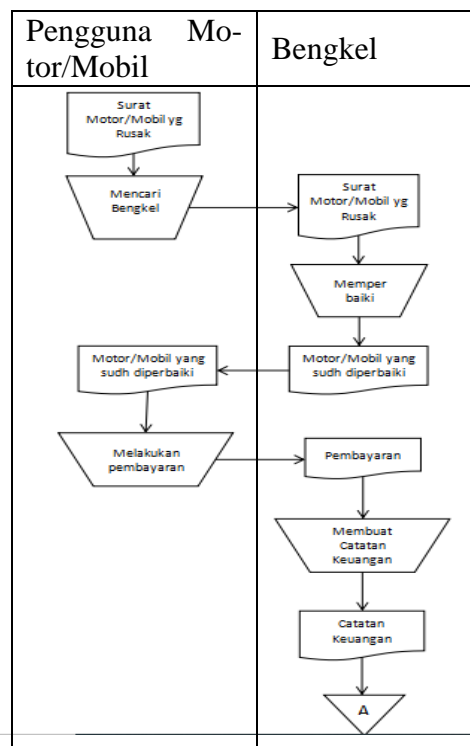 Pengguna Mo-
tor/Mobil
Bengkel
Surat
Motor/Mobil yg
Rusak
Mencari
Bengkel
Surat
Motor/Mobil yg
Rusak
Memper
baiki
Motor/Mobil yang
sudh diperbaiki
Motor/Mobil yang
sudh diperbaiki
Melakukan
pembayaran
Pembayaran
Membuat
Catatan
Keuangan
Catatan
Keuangan
A